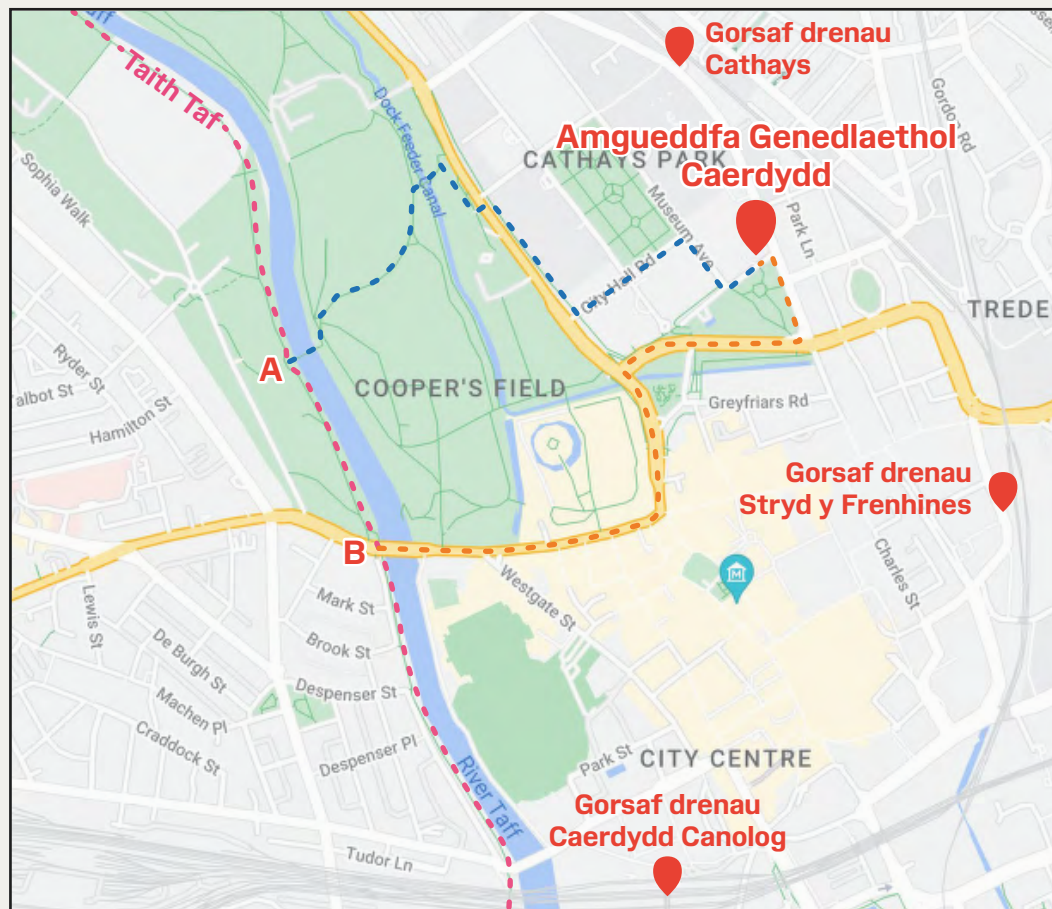 Gorsaf drenau
Cathays
Taith Taf
Dock Feeder Canal
Gordon Rd
Amgueddfa Genedlaethol
Caerdydd
CATHAYS PARK
Sophia Walk
Museum Ave
Park Ln
City Hall Rd
TREDE
Ryder St
A
COOPER'S FIELD
albot St
Hamilton St
Greyfriars Rd
Gorsaf drenau
Stryd y Frenhines
B
Westgate St
Charles St
Lewis St
Mark St
Brook St
De Burgh St
Despenser St
Machen Pl
Craddock St
Despenser Pl
Park St
CITY CENTRE
River Taff
Gorsaf drenau
Caerdydd Canolog
Tudor Ln